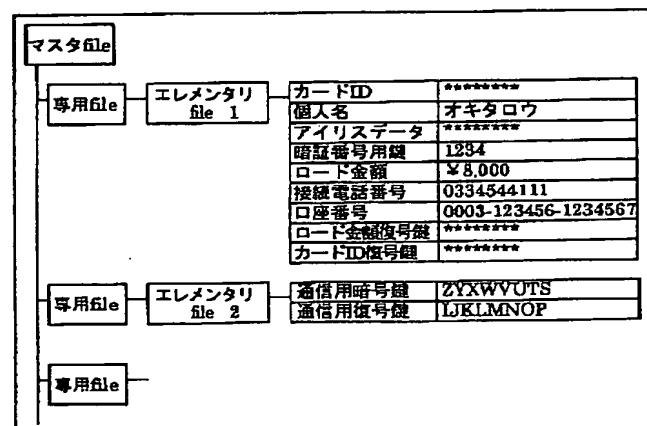 マスタfile
専用file
エレメンタリ
file 1
カードID ********
個人名 オキタロウ
アイリスデータ ********
暗証番号用鍵 1234
ロード金額 ¥8,000
接続電話番号 0334544111
口座番号 0003-123456-1234567
ロード金額復号鍵 ********
カードID復号鍵 ********
専用file
エレメンタリ
file 2
通信用暗号鍵 ZYXWVUTS
通信用復号鍵 IJKLMNOP
専用file